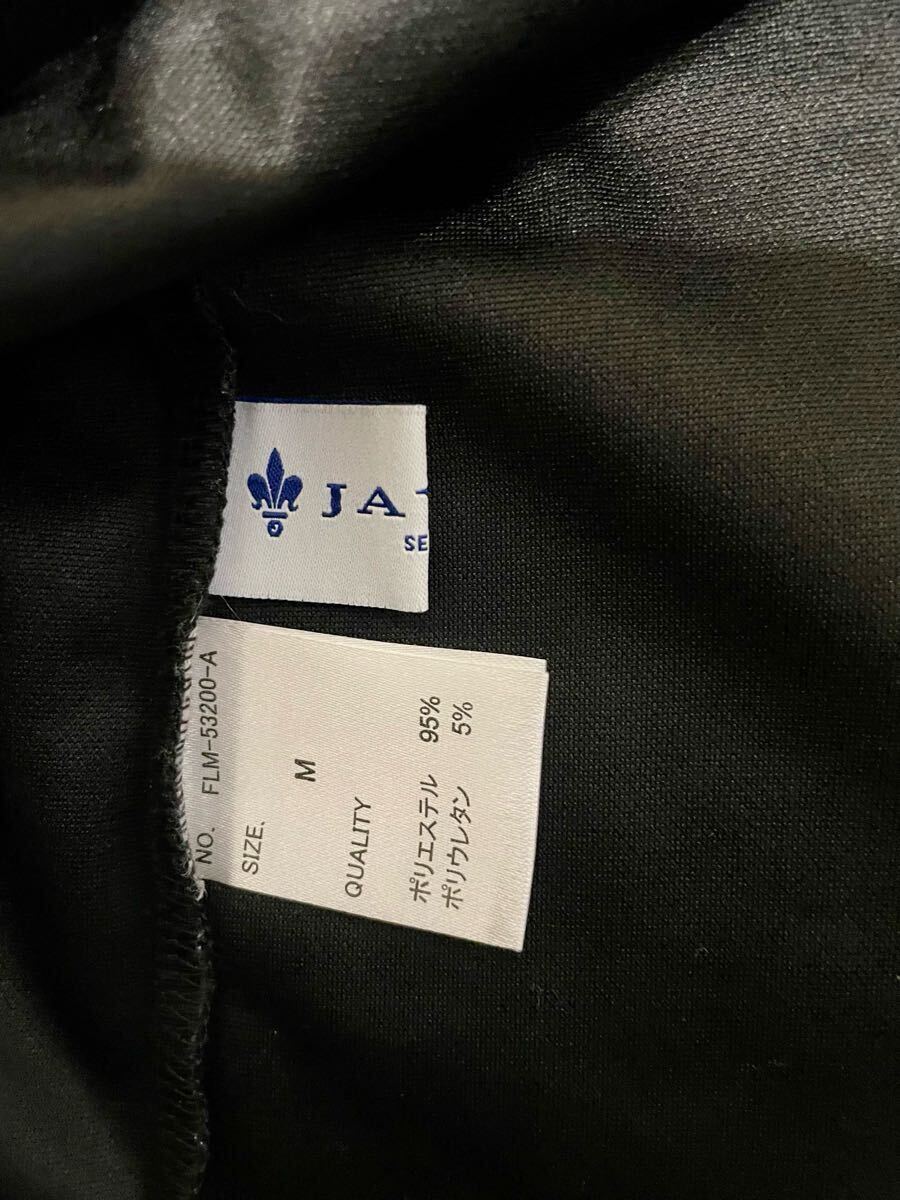 JA
SE
NO. FLM-53200-A
SIZE.
M
QUALITY
ポリエステル 95%
ポリウレタン 5%